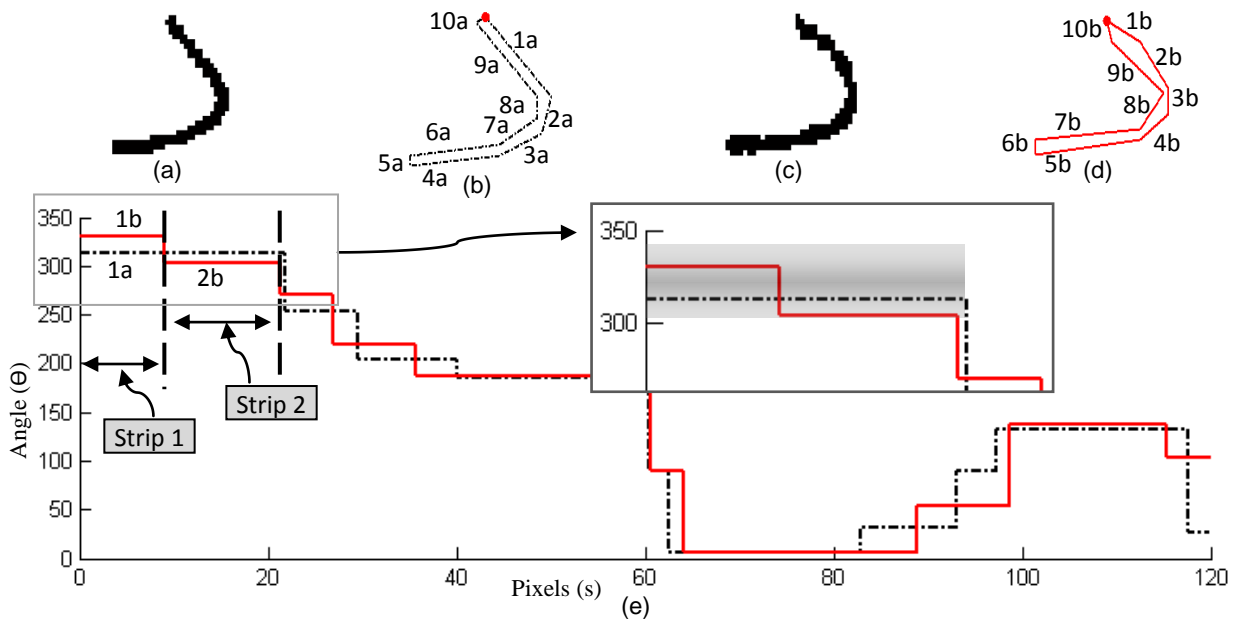 10a
1a
9a
8a
2a
7a
6a
3a
5a
4a
(a)
(b)
10b
1b
2b
9b
3b
8b
7b
4b
6b
5b
(c)
(d)
350
300
250
200
150
100
50
0
Angle (Θ)
1b
1a
2b
Strip 1
Strip 2
350
300
0
20
40
60
80
100
120
Pixels (s)
(e)